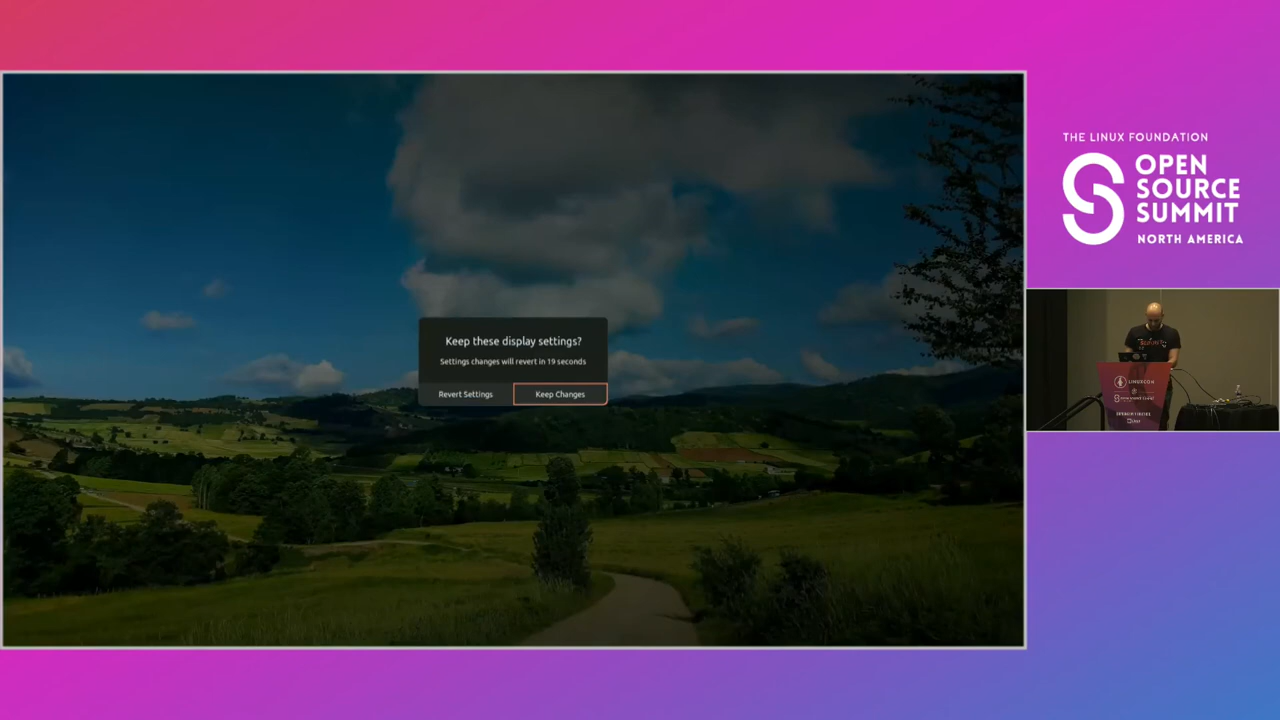 Keep these display settings?
Settings changes will revert in 19 seconds
Revert Settings
Keep Changes
THE LINUX FOUNDATION
OPEN
SOURCE
SUMMIT
NORTH AMERICA
LINUXCON